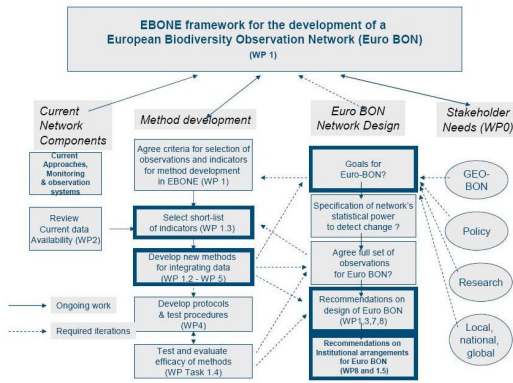 EBONE framework for the development of a
European Biodiversity Observation Network (Euro BON)
(WP 1)
Current
Network
Components
Method development
Euro BON
Network Design
Stakeholder
Needs (WP0)
Current
Approaches,
Monitoring
& observation
systems
Review
Current data
Availability (WP2)
Agree criteria for selection of
observations and indicators
for method development
in EBONE (WP 1)
Select short-list
of indicators (WP 1.3)
Develop new methods
for integrating data
(WP 1.2 - WP 5)
Develop protocols
& test procedures
(WP4)
Test and evaluate
efficacy of methods
(WP Task 1.4)
Goals for
Euro-BON?
Specification of network's
statistical power
to detect change ?
Agree full set of
observations
for Euro BON?
Recommendations on
design of Euro BON
(WP1,3,7,8)
Recommendations on
Institutional arrangements
for Euro BON
(WP8 and 1.5)
GEO-
BON
Policy
Research
Local,
national,
global
Ongoing work
Required iterations